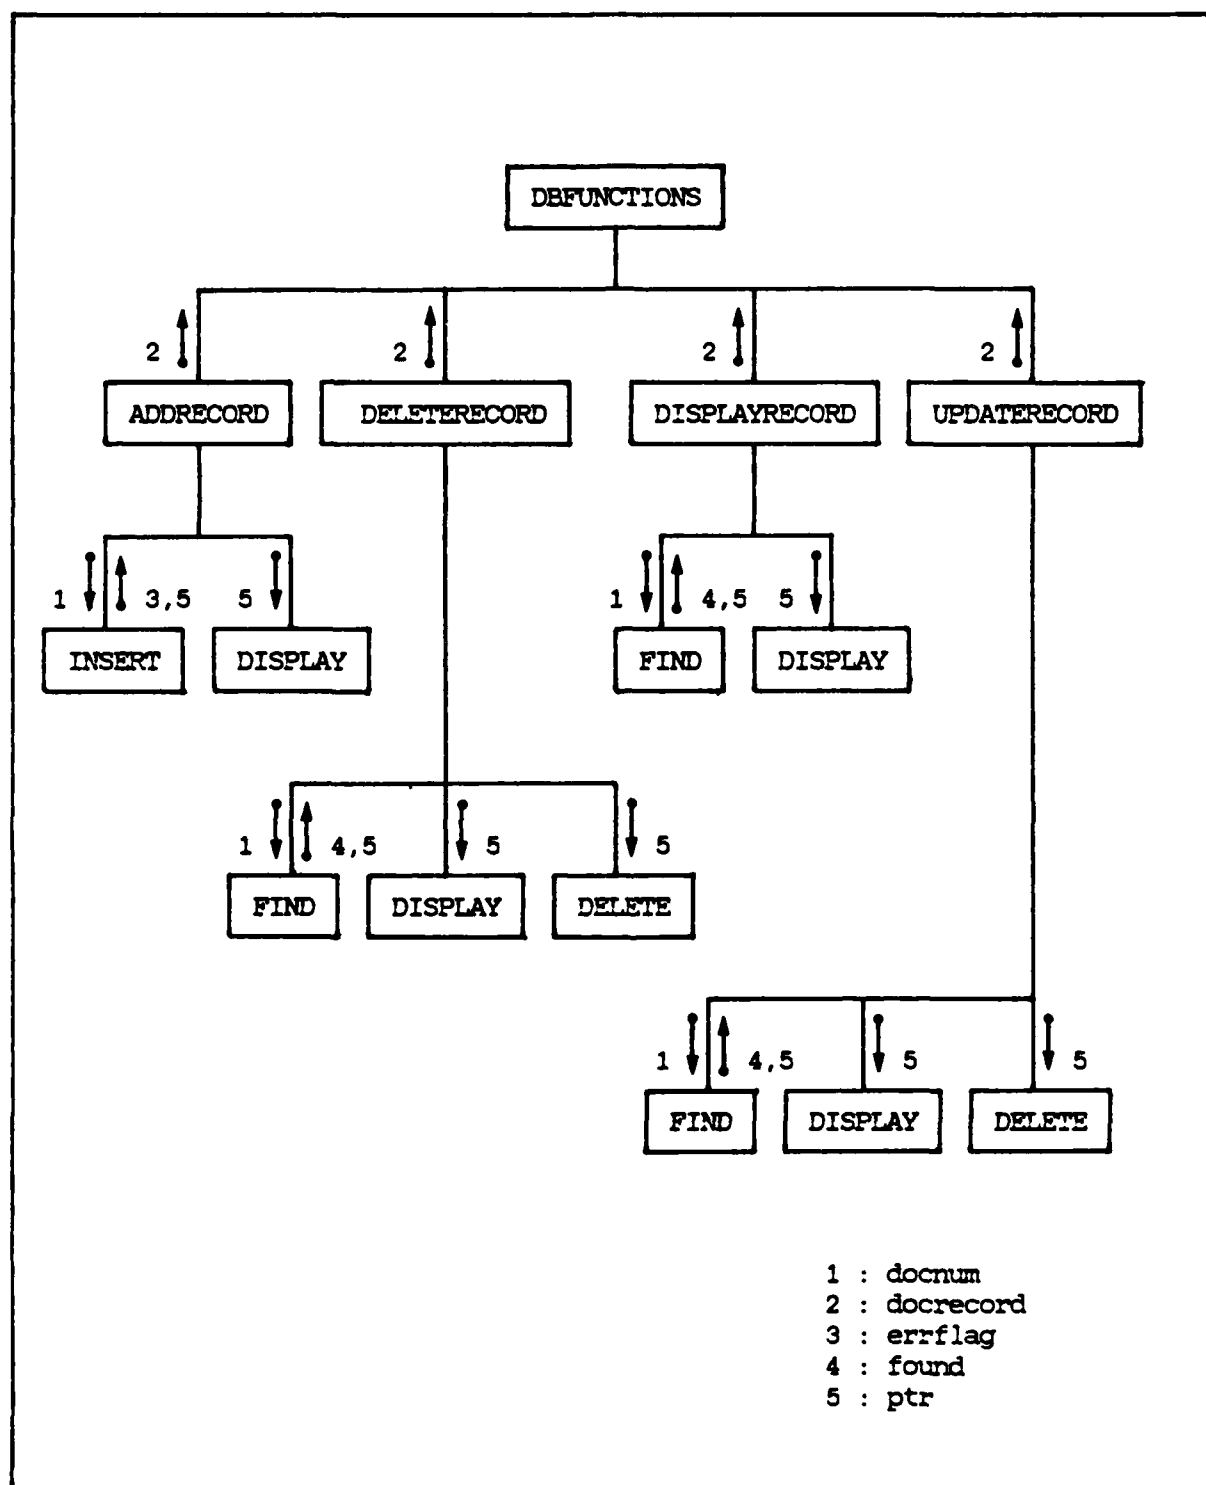 DBFUNCTIONS
2 2 2 2
ADDRECORD DELETERECORD DISPLAYRECORD UPDATERECORD
1 3,5 5 1 4,5 5
INSERT DISPLAY FIND DISPLAY
1 4,5 5 5
FIND DISPLAY DELETE
1 4,5 5 5
FIND DISPLAY DELETE
1 : docnum
2 : docrecord
3 : errflag
4 : found
5 : ptr